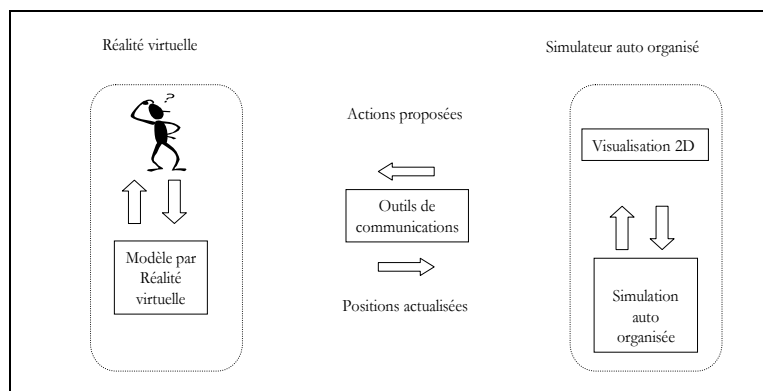 Réalité virtuelle
Simulateur auto organisé
?
Actions proposées
Visualisation 2D
Outils de
communications
Modèle par
Réalité
virtuelle
Positions actualisées
Simulation
auto
organisée